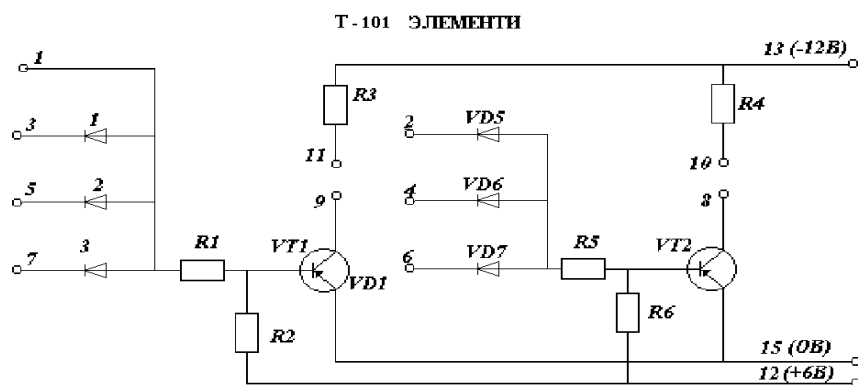 Т - 101 ЭЛЕМЕНТИ
1
13 (-12В)
R3
R4
3
1
2
VD5
11
10
5
2
4
VD6
9
8
7
3
R1
VT1
VD1
6
VD7
R5
VT2
R2
R6
15 (0В)
12 (+6В)